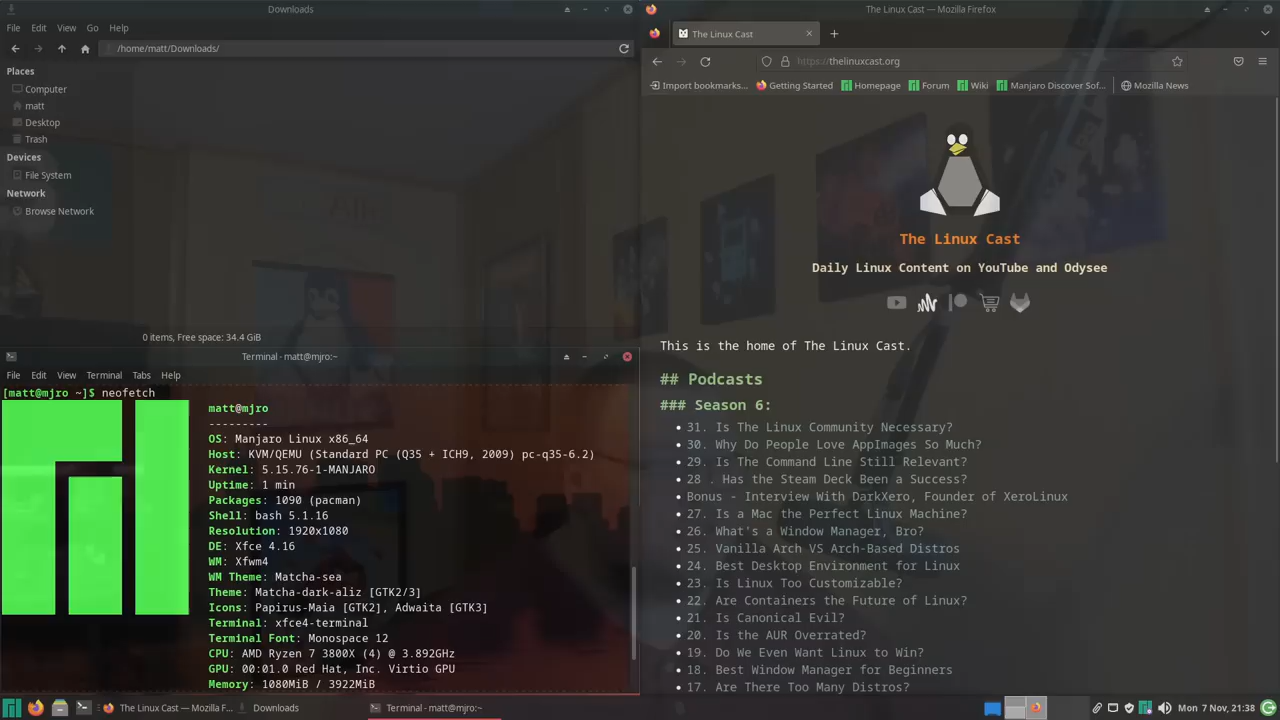 Downloads
File Edit View Go Help
/home/matt/Downloads/
Places
Computer
matt
Desktop
Trash
Devices
File System
Network
Browse Network
0 items, Free space: 34.4 GiB
Terminal - matt@mjro:~
File Edit View Terminal Tabs Help
[matt@mjro ~]$ neofetch
matt@mjro
---------
OS: Manjaro Linux x86_64
Host: KVM/QEMU (Standard PC (Q35 + ICH9, 2009) pc-q35-6.2)
Kernel: 5.15.76-1-MANJARO
Uptime: 1 min
Packages: 1090 (pacman)
Shell: bash 5.1.16
Resolution: 1920x1080
DE: Xfce 4.16
WM: Xfwm4
WM Theme: Matcha-sea
Theme: Matcha-dark-aliz [GTK2/3]
Icons: Papirus-Maia [GTK2], Adwaita [GTK3]
Terminal: xfce4-terminal
Terminal Font: Monospace 12
CPU: AMD Ryzen 7 3800X (4) @ 3.892GHz
GPU: 00:01.0 Red Hat, Inc. Virtio GPU
Memory: 1080MiB / 3922MiB
The Linux Cast — Mozilla Firefox
The Linux Cast
https://thelinuxcast.org
Import bookmarks... Getting Started Homepage Forum Wiki Manjaro Discover Sof... Mozilla News
The Linux Cast
Daily Linux Content on YouTube and Odysee
This is the home of The Linux Cast.
## Podcasts
### Season 6:
31. Is The Linux Community Necessary?
30. Why Do People Love AppImages So Much?
29. Is The Command Line Still Relevant?
28 . Has the Steam Deck Been a Success?
Bonus - Interview With DarkXero, Founder of XeroLinux
27. Is a Mac the Perfect Linux Machine?
26. What's a Window Manager, Bro?
25. Vanilla Arch VS Arch-Based Distros
24. Best Desktop Environment for Linux
23. Is Linux Too Customizable?
22. Are Containers the Future of Linux?
21. Is Canonical Evil?
20. Is the AUR Overrated?
19. Do We Even Want Linux to Win?
18. Best Window Manager for Beginners
17. Are There Too Many Distros?
The Linux Cast — Mozilla F... Downloads Terminal - matt@mjro:~ Mon 7 Nov, 21:38